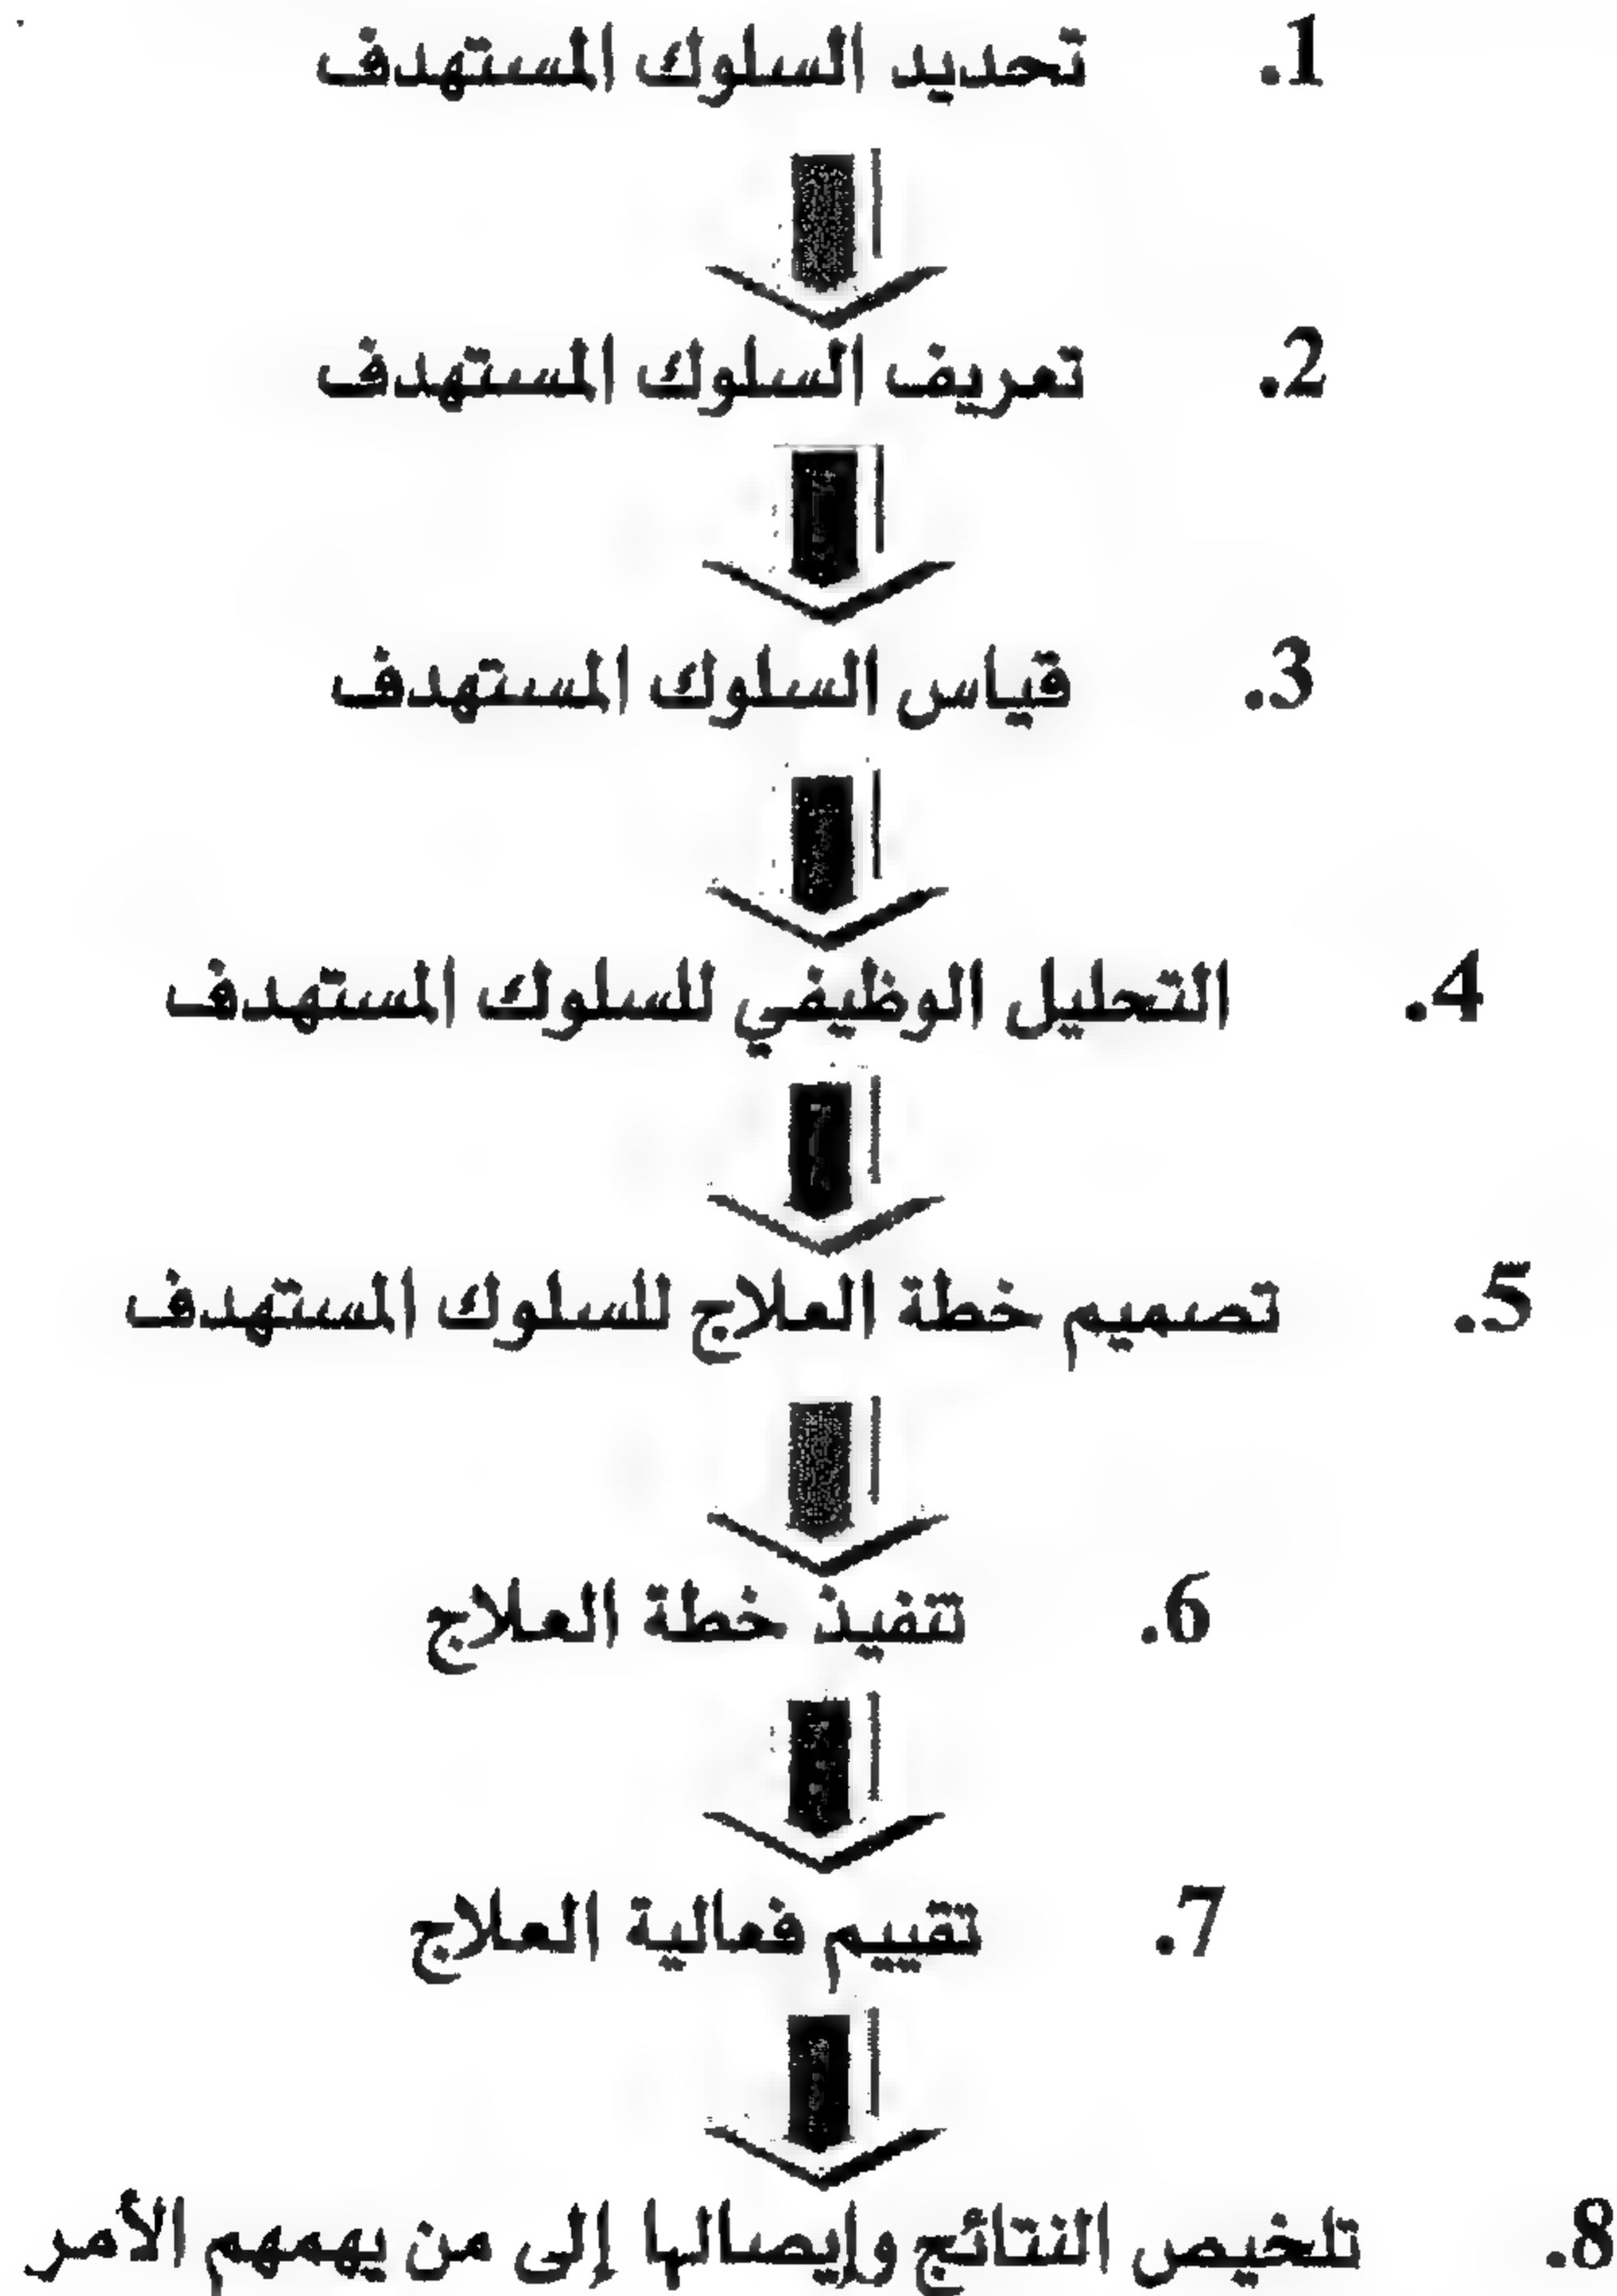 1. تحديد السلوك المستهدف
2. تعريف السلوك المستهدف
3. قياس السلوك المستهدف
4. التحليل الوظيفي للسلوك المستهدف
5. تصميم خطة العلاج للسلوك المستهدف
6. تنفيذ خطة العلاج
7. تقييم فعالية العلاج
8. تلخيص النتائج وإيصالها إلى من يهمهم الأمر